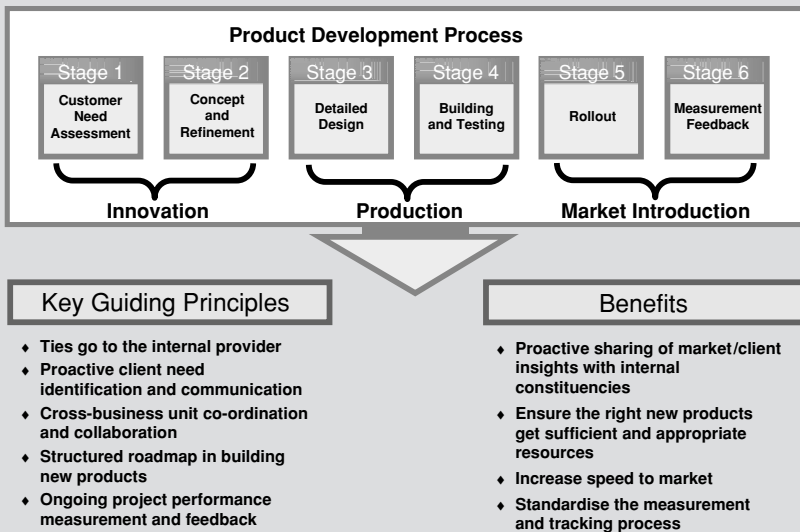 Product Development Process
Stage 1
Stage 2
Stage 3
Stage 4
Stage 5
Stage 6
Customer
Need
Assessment
Concept
and
Refinement
Detailed
Design
Building
and Testing
Rollout
Measurement
Feedback
Innovation
Production
Market Introduction
Key Guiding Principles
♦ Ties go to the internal provider
♦ Proactive client need
identification and communication
♦ Cross-business unit co-ordination
and collaboration
♦ Structured roadmap in building
new products
♦ Ongoing project performance
measurement and feedback
Benefits
♦ Proactive sharing of market/client
insights with internal
constituencies
♦ Ensure the right new products
get sufficient and appropriate
resources
♦ Increase speed to market
♦ Standardise the measurement
and tracking process